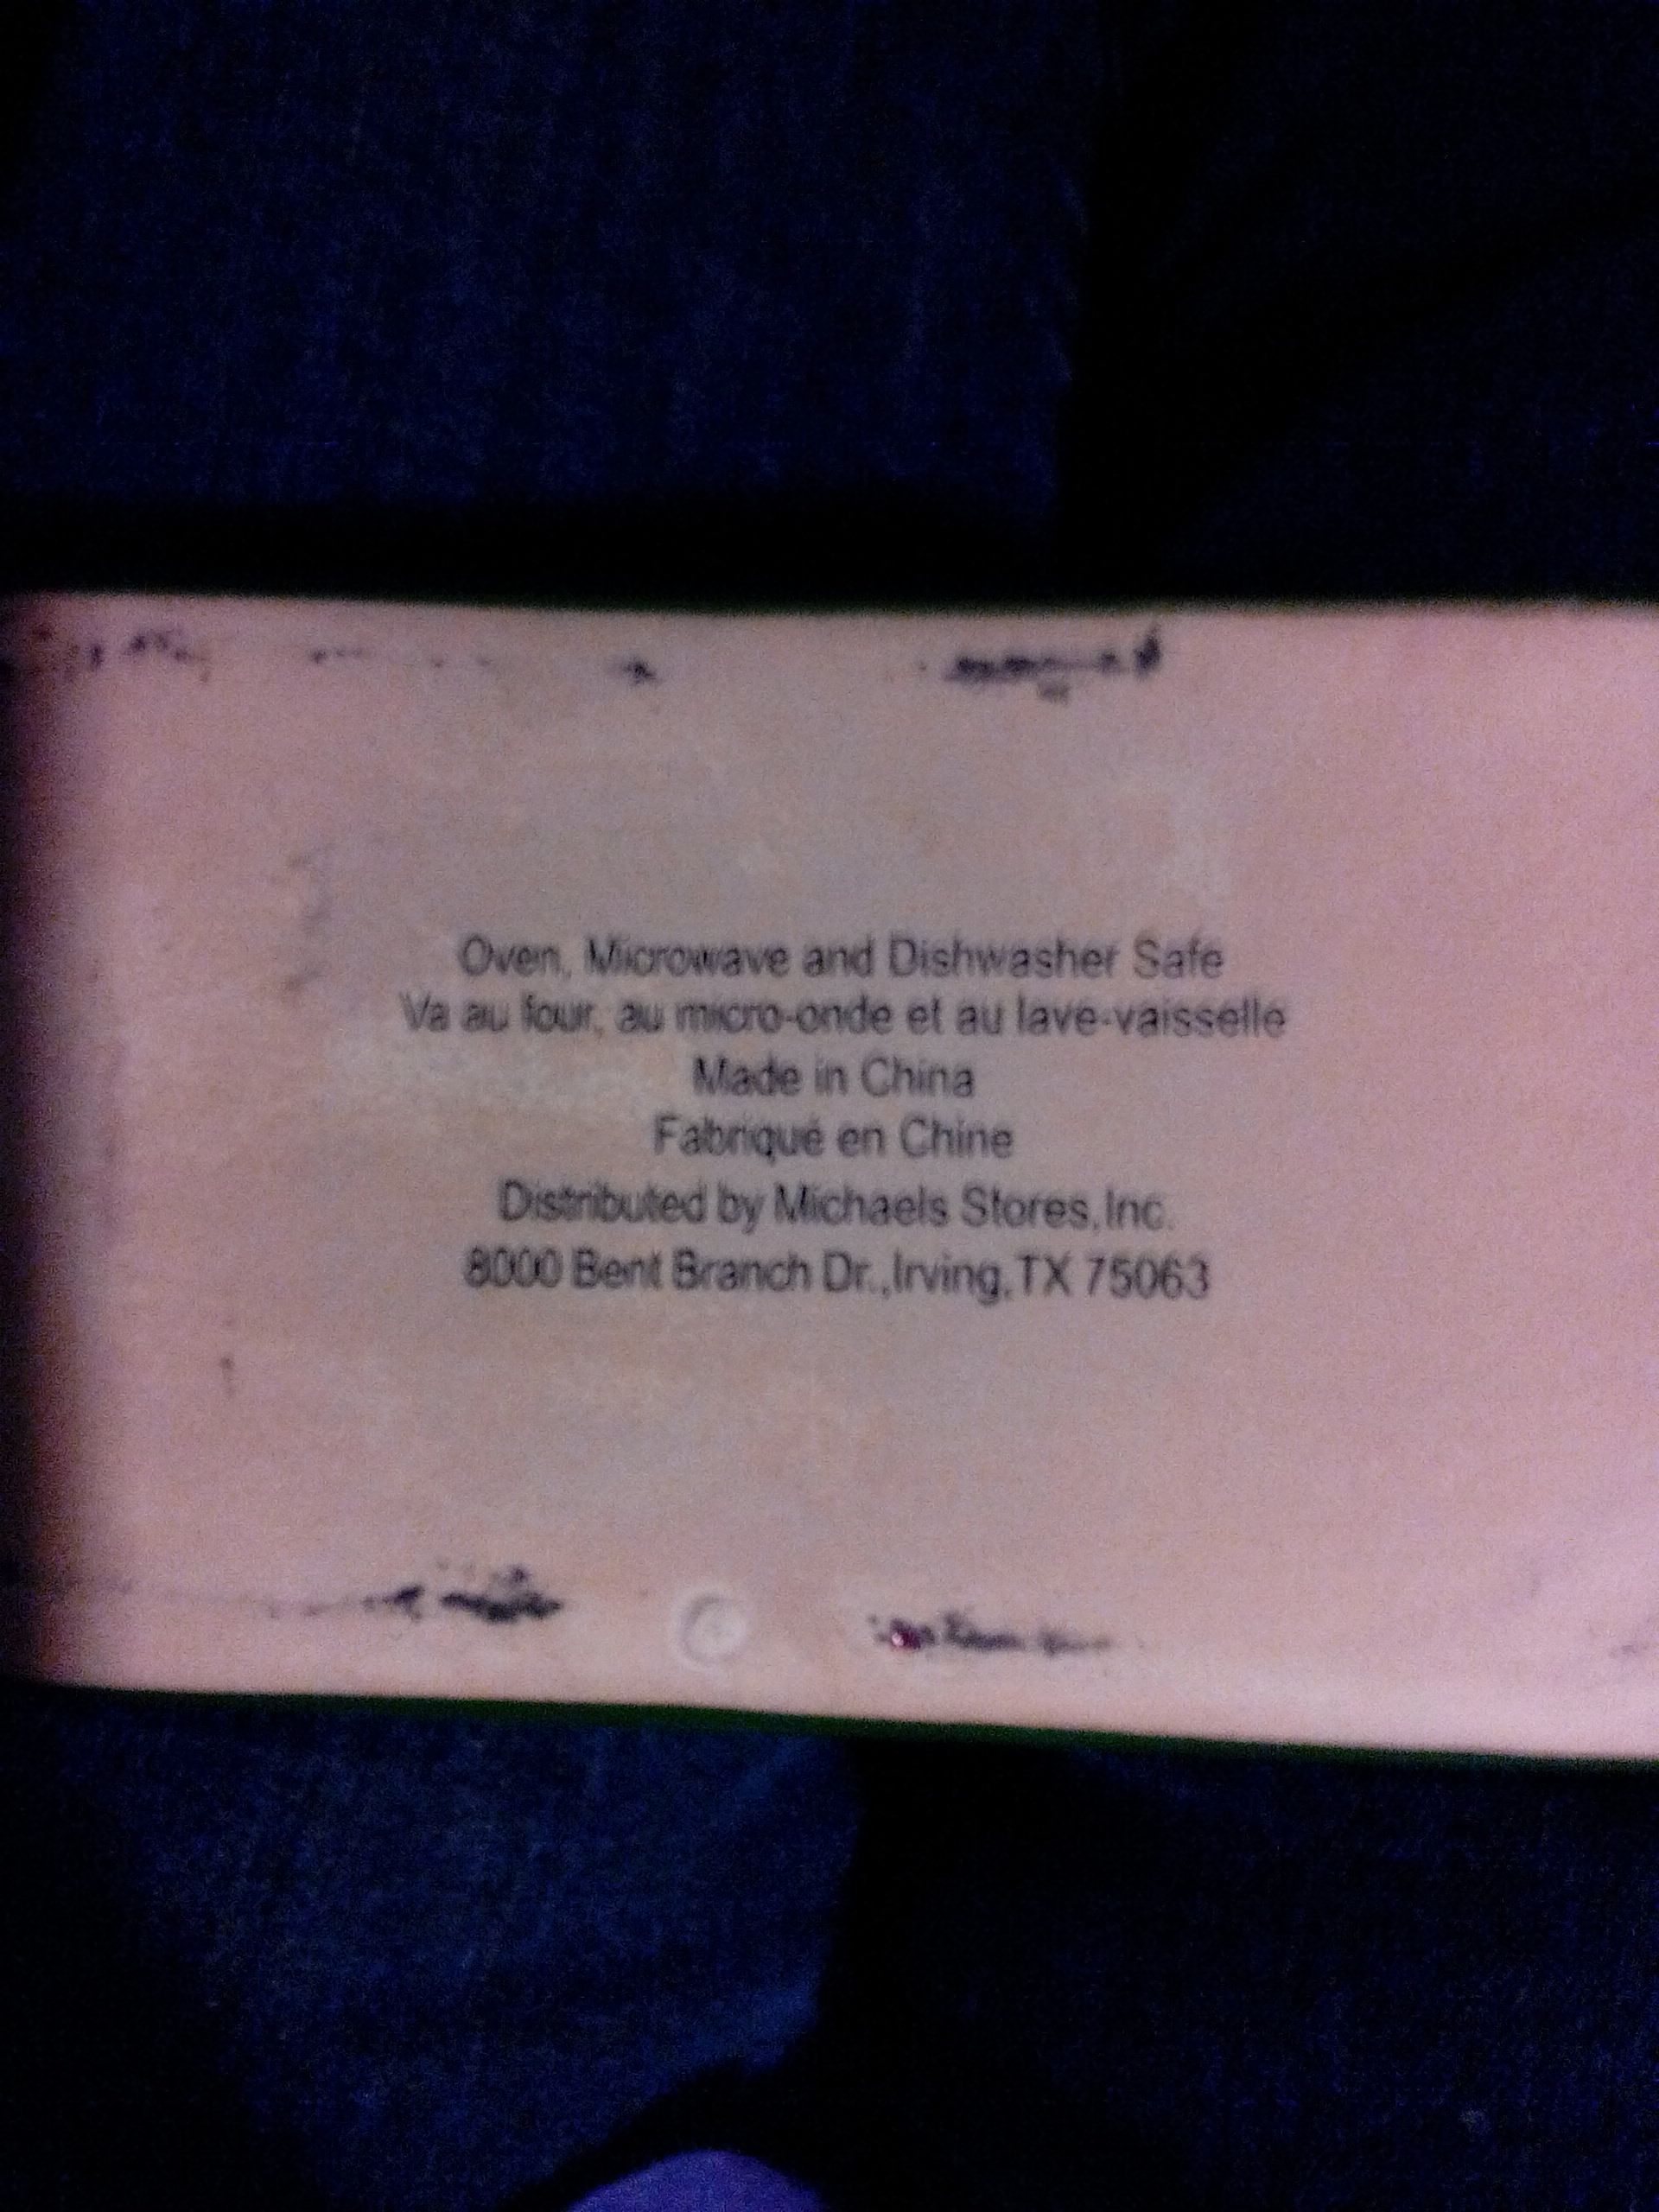 Oven, Microwave and Dishwasher Safe
Va au four, au micro-onde et au lave-vaisselle
Made in China
Fabriqué en Chine
Distributed by Michaels Stores,Inc.
8000 Bent Branch Dr.,Irving,TX 75063